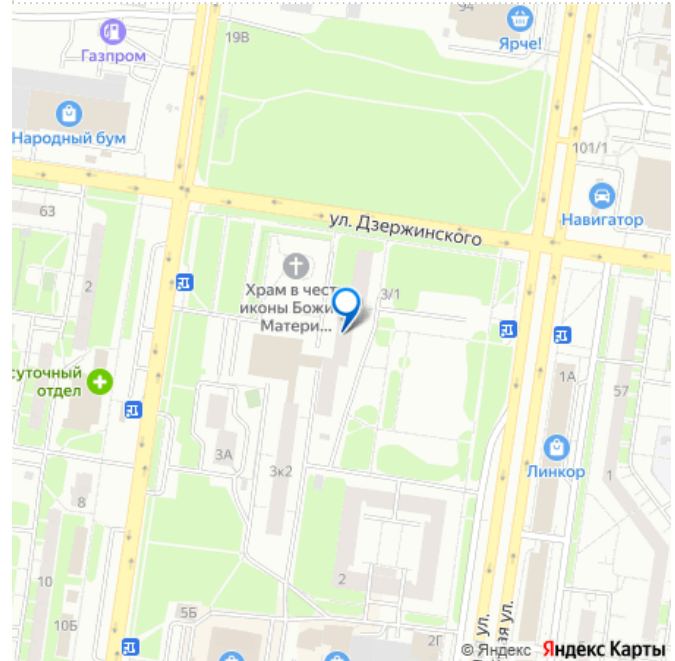 94
Ярче!
19В
Газпром
Народный бум
101/1
Навигатор
63
ул. Дзержинского
2
Храм в чест
иконы Божи
Матери...
3/1
суточный
отдел
1А
57
3А
3к2
Линкор
1
8
10
2
5Б
10Б
2Г
ул.
ая ул.
© Яндекс Яндекс Карты